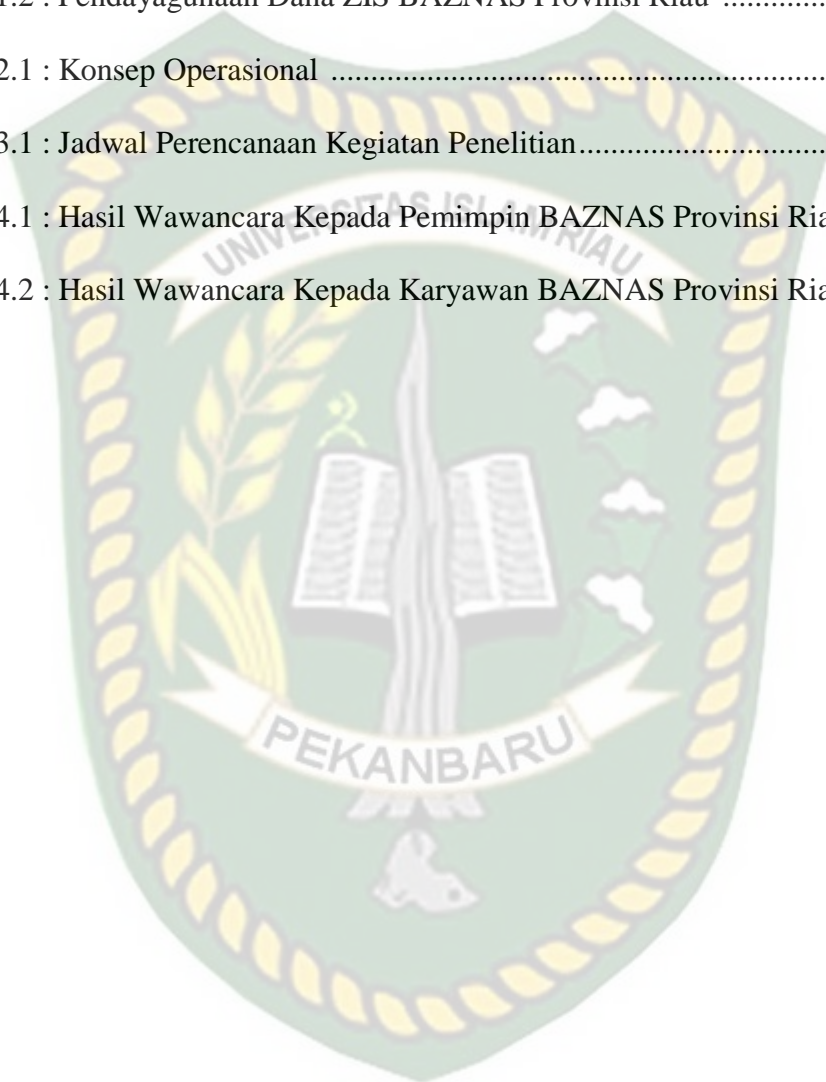 1.2 : Pendayagunaan Dana ZIS BAZNAS Provinsi Riau ............
2.1 : Konsep Operasional ..............................................................
3.1 : Jadwal Perencanaan Kegiatan Penelitian...............................
4.1 : Hasil Wawancara Kepada Pemimpin BAZNAS Provinsi Ria
4.2 : Hasil Wawancara Kepada Karyawan BAZNAS Provinsi Ria
UNIVERSITAS ISLAM RIAU
PEKANBARU